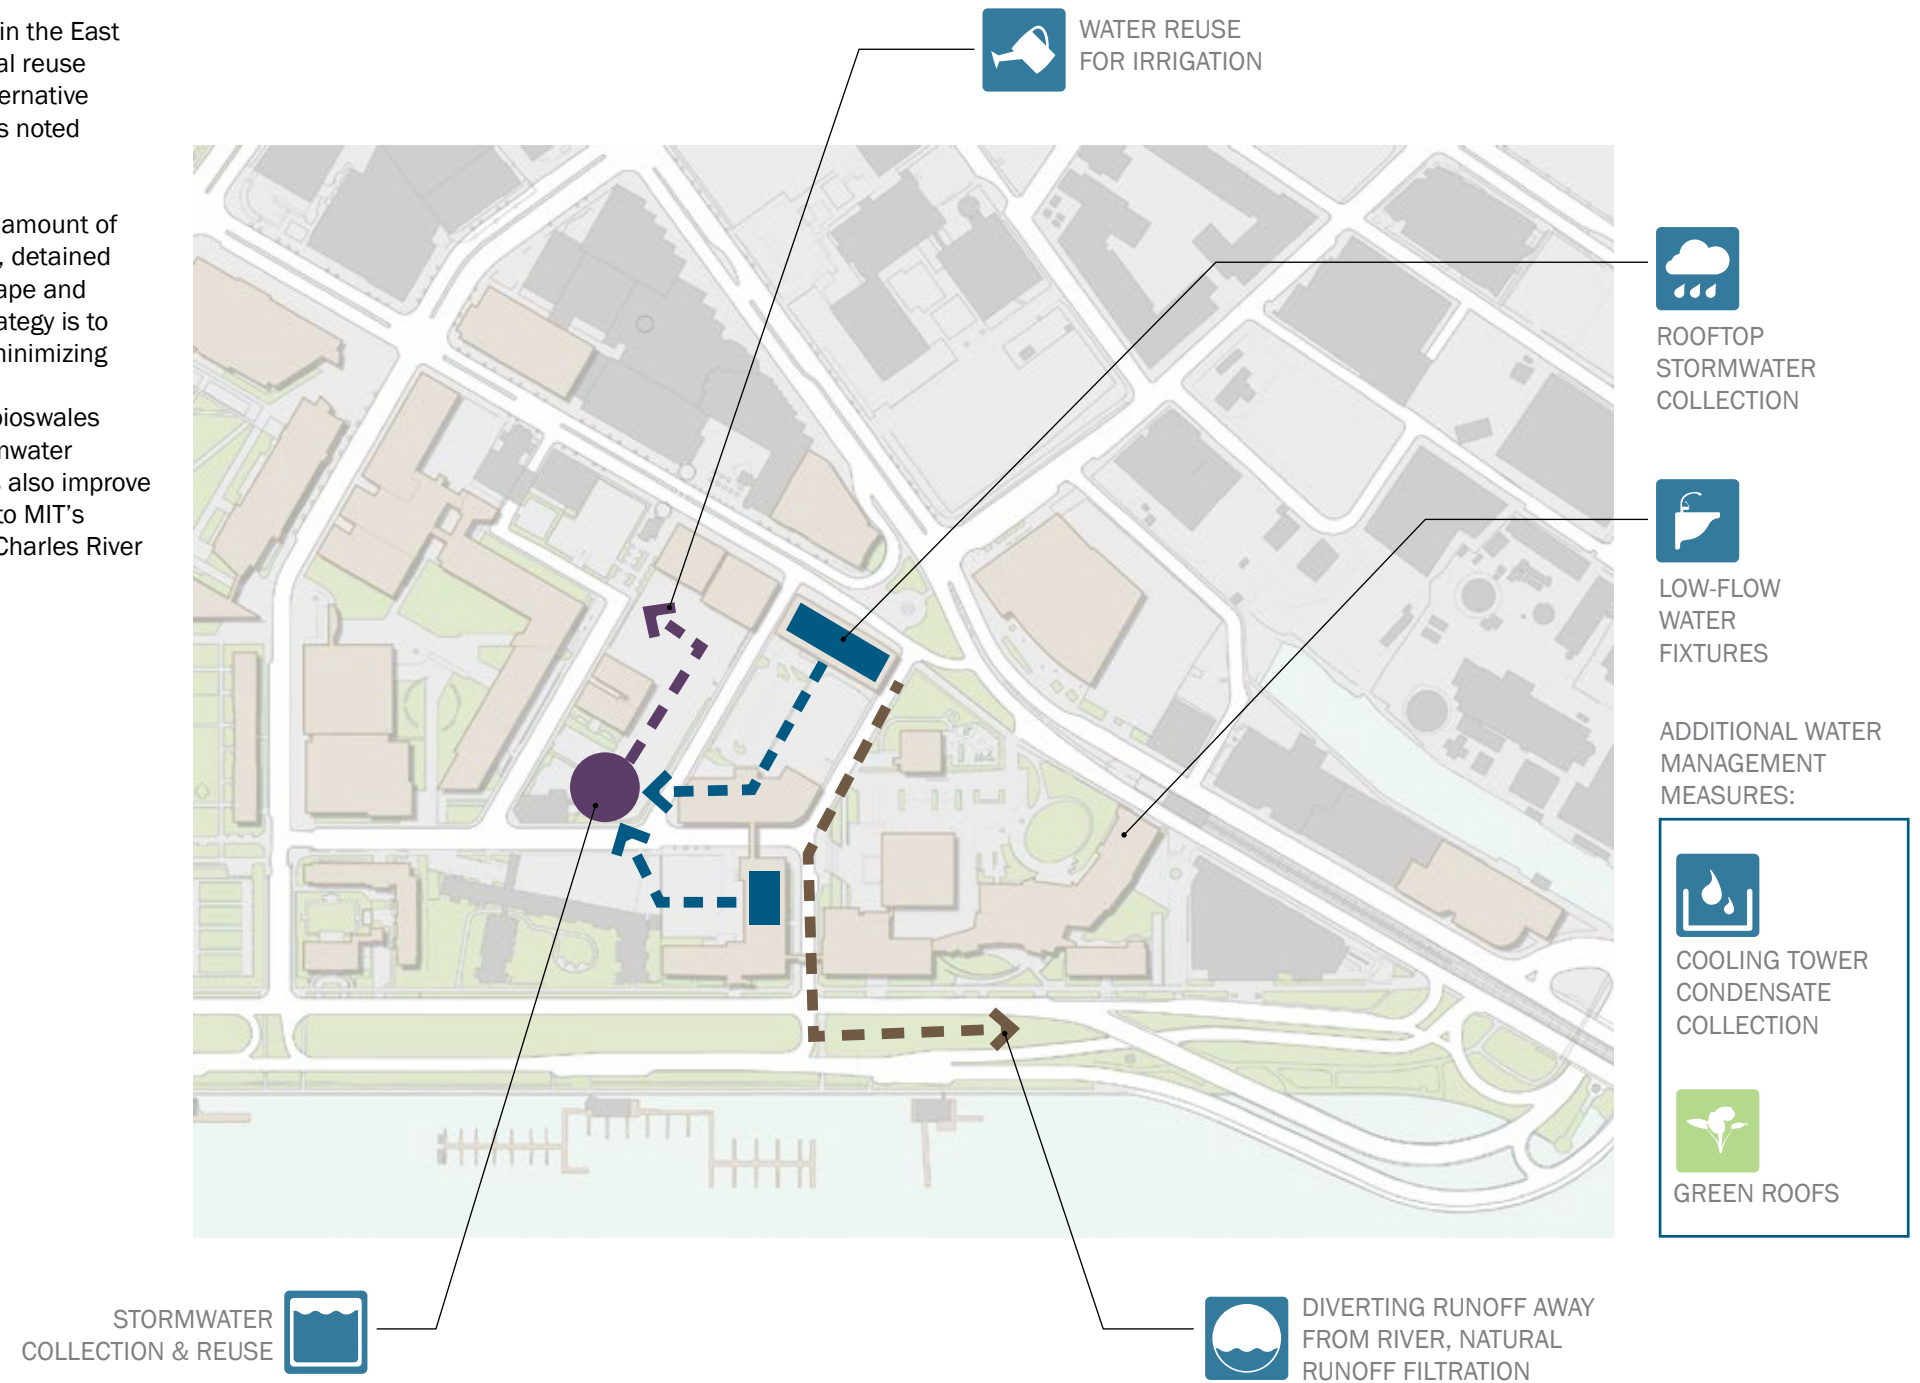 in the East
al reuse
ernative
s noted
amount of
, detained
ape and
ategy is to
minimizing
bioswales
mwater
s also improve
to MIT's
Charles River
WATER REUSE
FOR IRRIGATION
ROOFTOP
STORMWATER
COLLECTION
LOW-FLOW
WATER
FIXTURES
ADDITIONAL WATER
MANAGEMENT
MEASURES:
COOLING TOWER
CONDENSATE
COLLECTION
GREEN ROOFS
STORMWATER
COLLECTION & REUSE
DIVERTING RUNOFF AWAY
FROM RIVER, NATURAL
RUNOFF FILTRATION